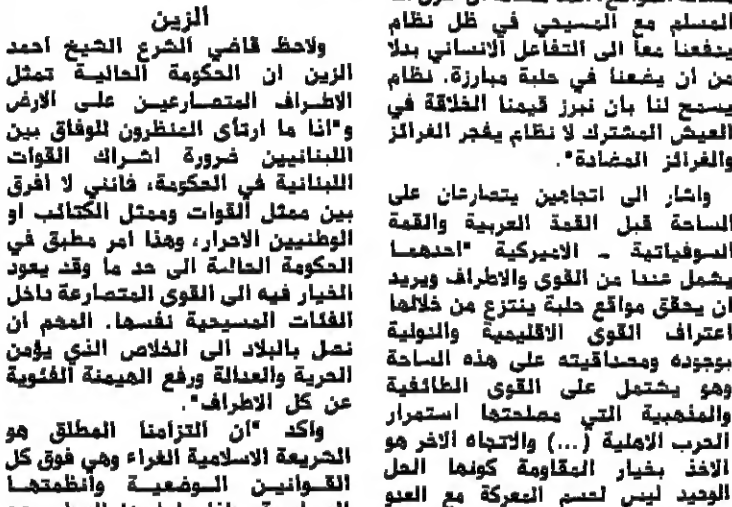 المسلم مع المسيحي في ظل نظام
يدفعنا معاً الى التفاعل الانساني بدلا
من ان يضعنا في حلبة مبارزة. نظام
يسمح لنا بان نبرز قيمنا الخلاقة في
العيش المشترك لا نظام يفجر الغرائز
والغرائز المضادة".
واشار الى اتجاهين يتصارعان على
الساحة قبل القمة العربية والقمة
السوفياتية - الاميركية "احدهما
يشمل عددا من القوى والاطراف ويريد
ان يحقق مواقع حلبة ينتزع من خلالها
اعتراف القوى الاقليمية والدولية
بوجوده ومصداقيته على هذه الساحة
وهو يشتمل على القوى الطائفية
والمذهبية التي مصلحتها استمرار
الحرب الاهلية (...) والاتجاه الاخر هو
الاخذ بخيار المقاومة كونها الحل
الوحيد ليس لحسم المعركة مع العدو
الزين
ولاحظ قاضي الشرع الشيخ احمد
الزين ان الحكومة الحالية تمثل
الاطراف المتصارعين على الارض
و"اذا ما ارتأى المنظرون للوفاق بين
اللبنانيين ضرورة اشراك القوات
اللبنانية في الحكومة، فانني لا افرق
بين ممثل القوات وممثل الكتائب او
الوطنيين الاحرار، وهذا امر مطبق في
الحكومة الحالية الى حد ما وقد يعود
الخيار فيه الى القوى المتصارعة داخل
الفئات المسيحية نفسها. المهم ان
نصل بالبلاد الى الخلاص الذي يؤمن
الحرية والعدالة ورفع الهيمنة الفئوية
عن كل الاطراف".
واكد "ان التزامنا المطلق هو
الشريعة الاسلامية الغراء وهي فوق كل
القوانين الوضعية وأنظمتها